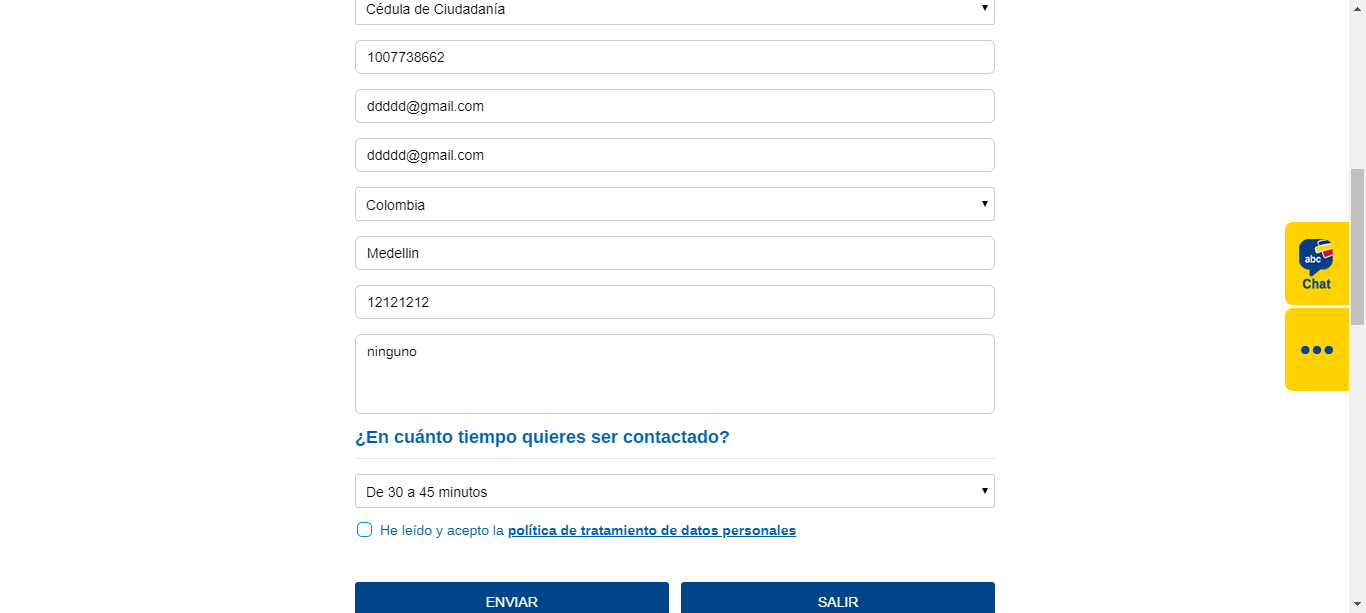 Cédula de Ciudadanía
1007738662
ddddd@gmail.com
ddddd@gmail.com
Colombia
Medellin
12121212
ninguno
¿En cuánto tiempo quieres ser contactado?
De 30 a 45 minutos
He leído y acepto la política de tratamiento de datos personales
ENVIAR
SALIR
abc
Chat